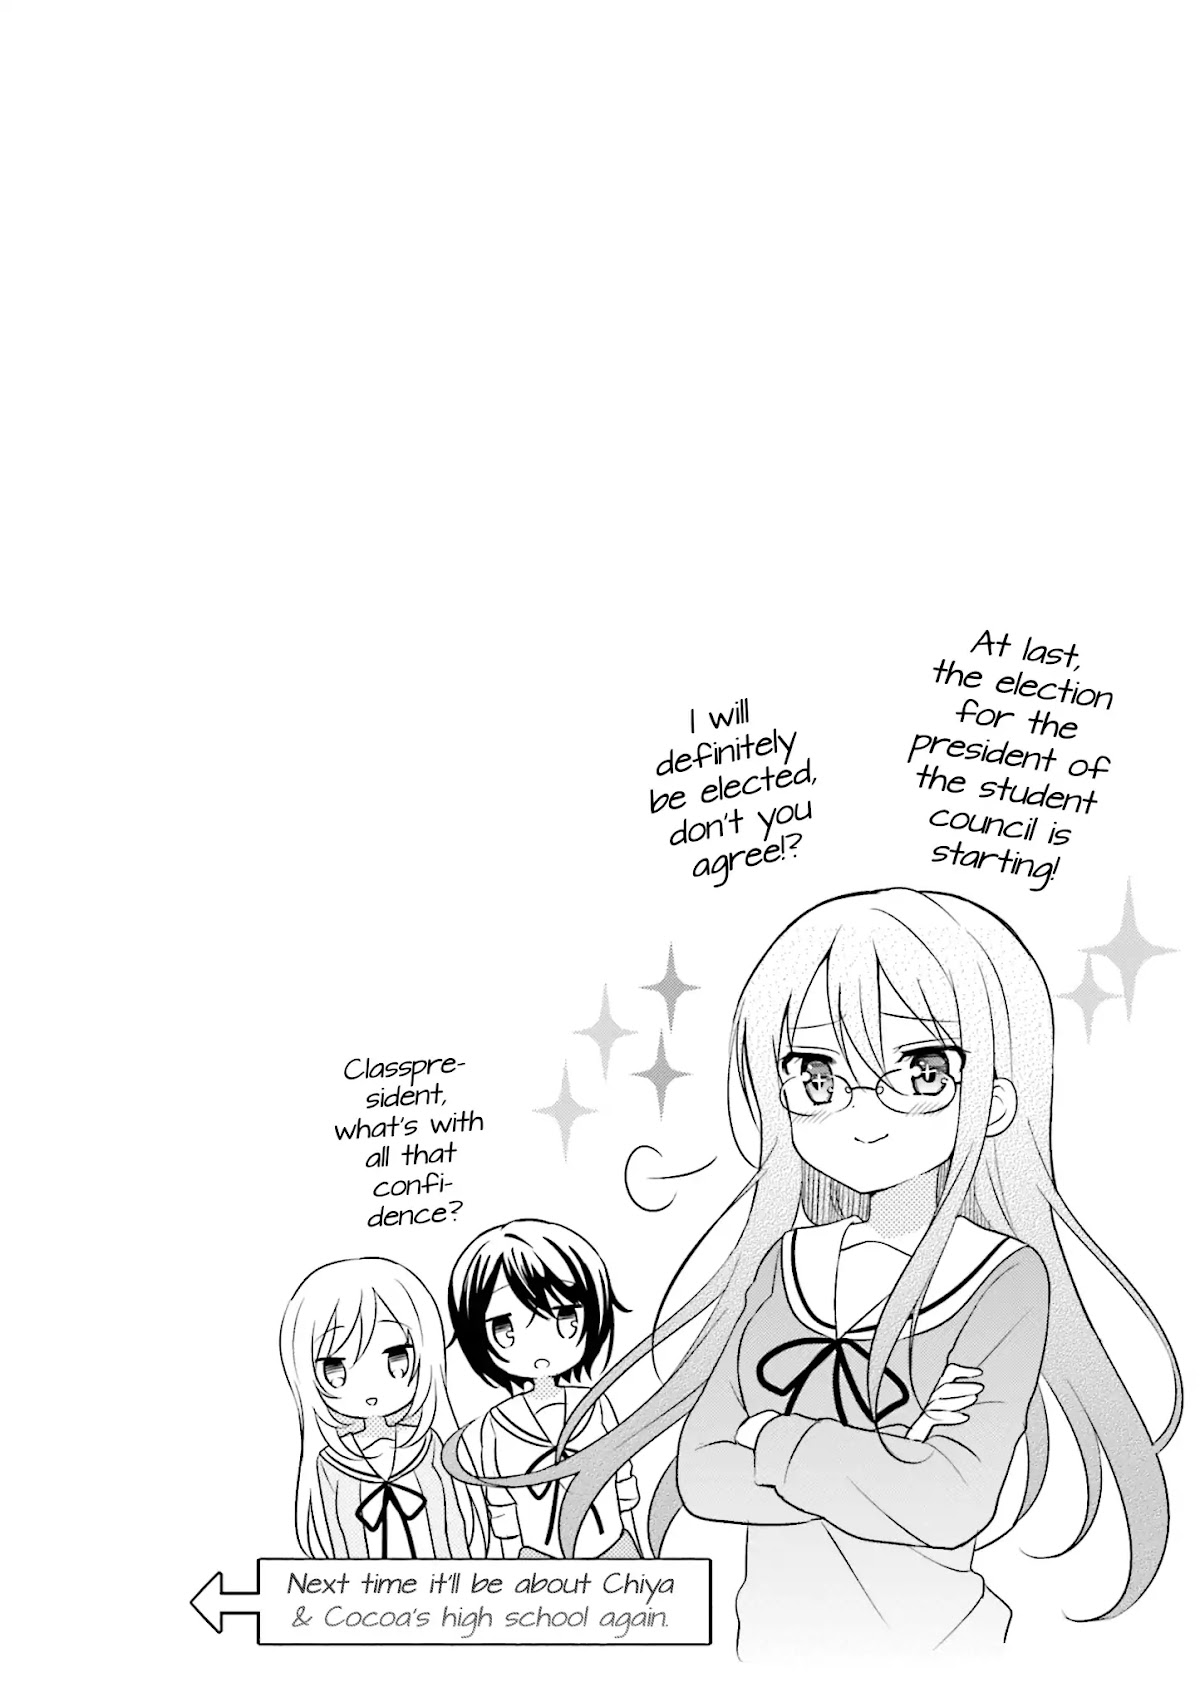 At last,
the election
for the
president of
the student
council is
starting!
I will
definitely
be elected,
don't you
agree!?
Classpre-
sident,
what's with
all that
confi-
dence?
Next time it'll be about Chiya
& Cocoa's high school again.